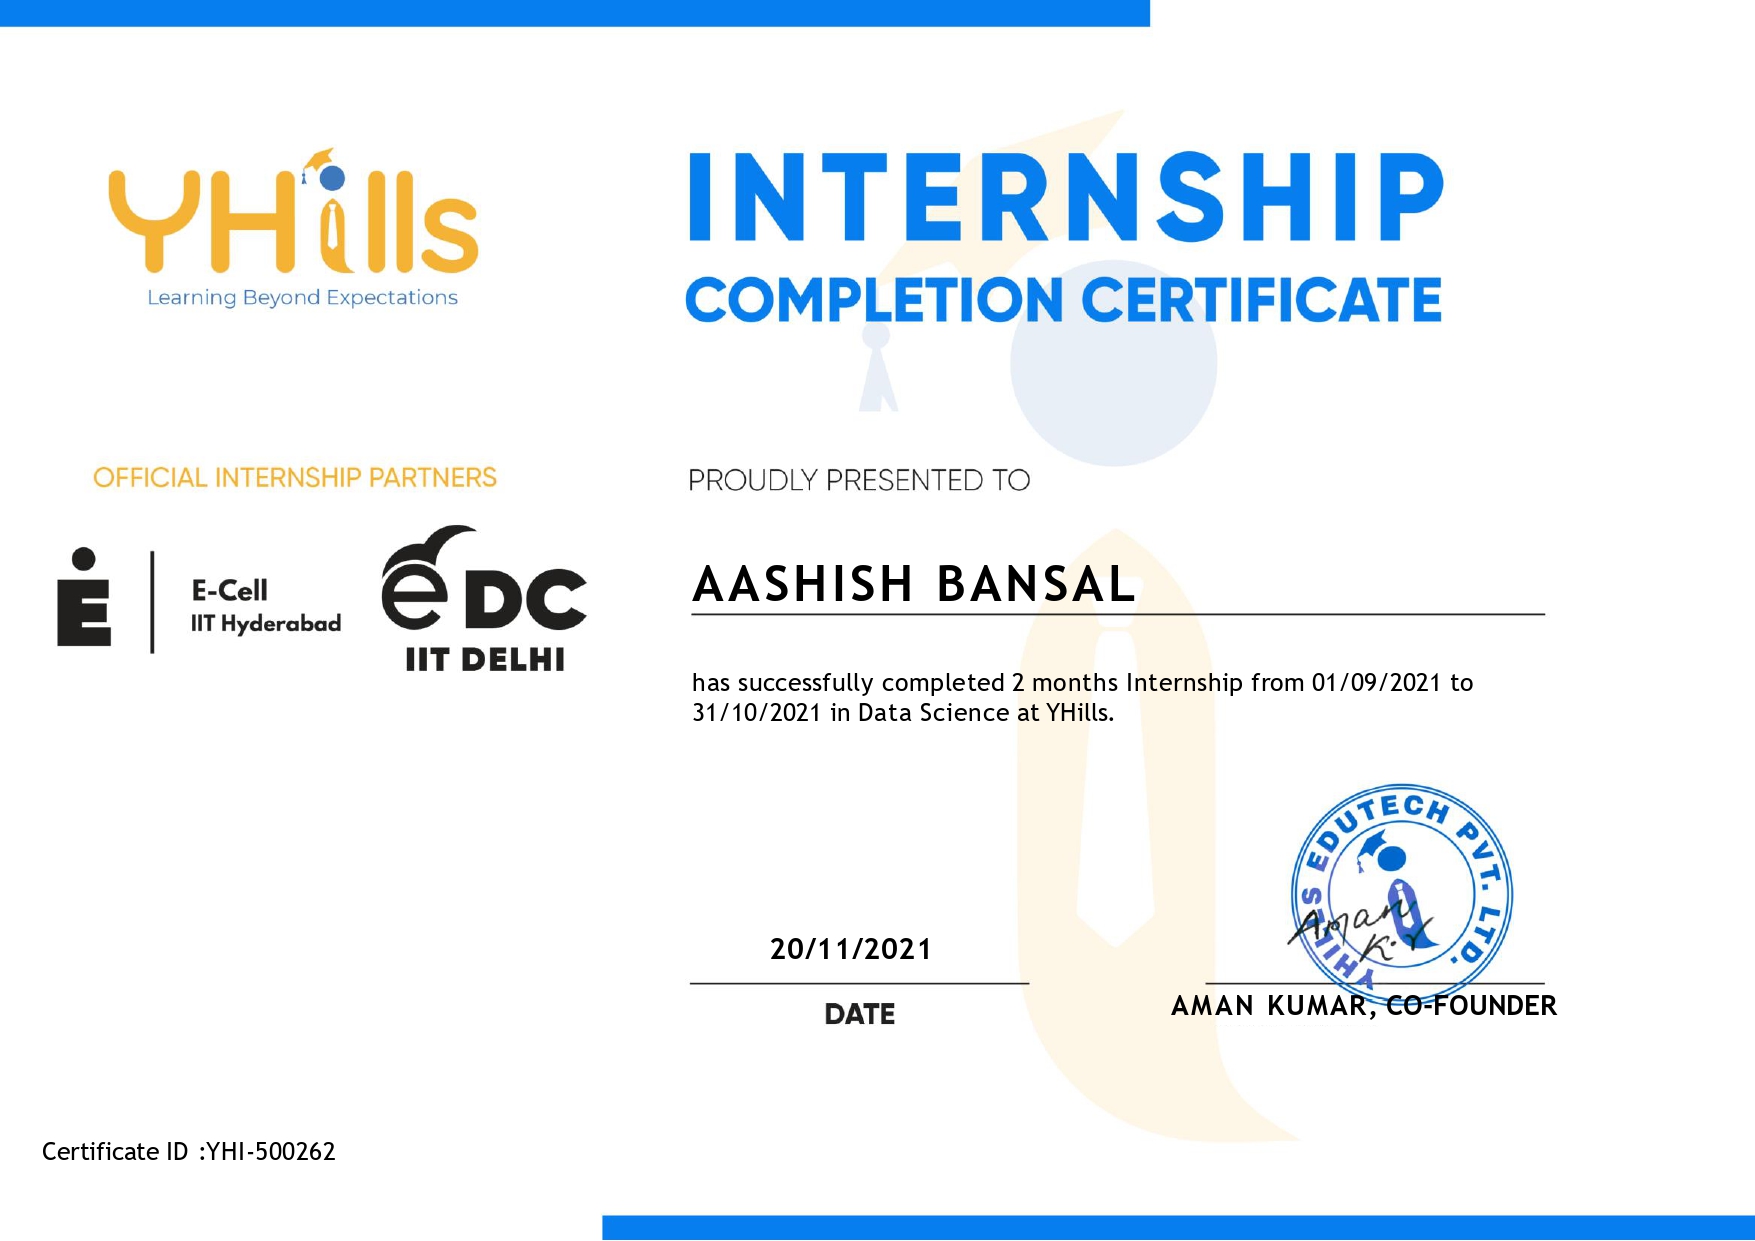 YHills
Learning Beyond Expectations
INTERNSHIP
COMPLETION CERTIFICATE
OFFICIAL INTERNSHIP PARTNERS
E
E-Cell
IIT Hyderabad
eDC
IIT DELHI
PROUDLY PRESENTED TO
AASHISH BANSAL
has successfully completed 2 months Internship from 01/09/2021 to
31/10/2021 in Data Science at YHills.
YHILLS EDUTECH PVT. LTD.
Aman
K.Y
20/11/2021
DATE
AMAN KUMAR, CO-FOUNDER
Certificate ID :YHI-500262